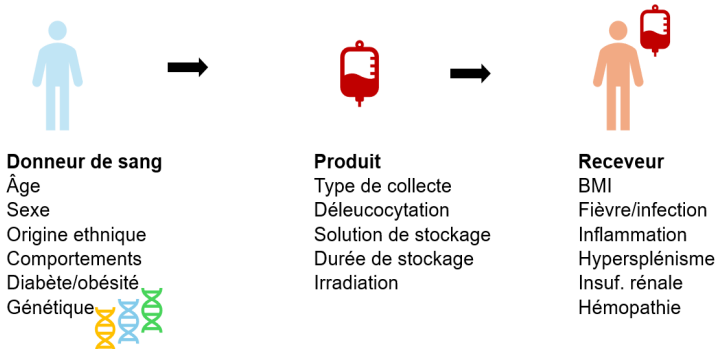 Donneur de sang
Âge
Sexe
Origine ethnique
Comportements
Diabète/obésité
Génétique
Produit
Type de collecte
Déleucocytation
Solution de stockage
Durée de stockage
Irradiation
Receveur
BMI
Fièvre/infection
Inflammation
Hypersplénisme
Insuf. rénale
Hémopathie